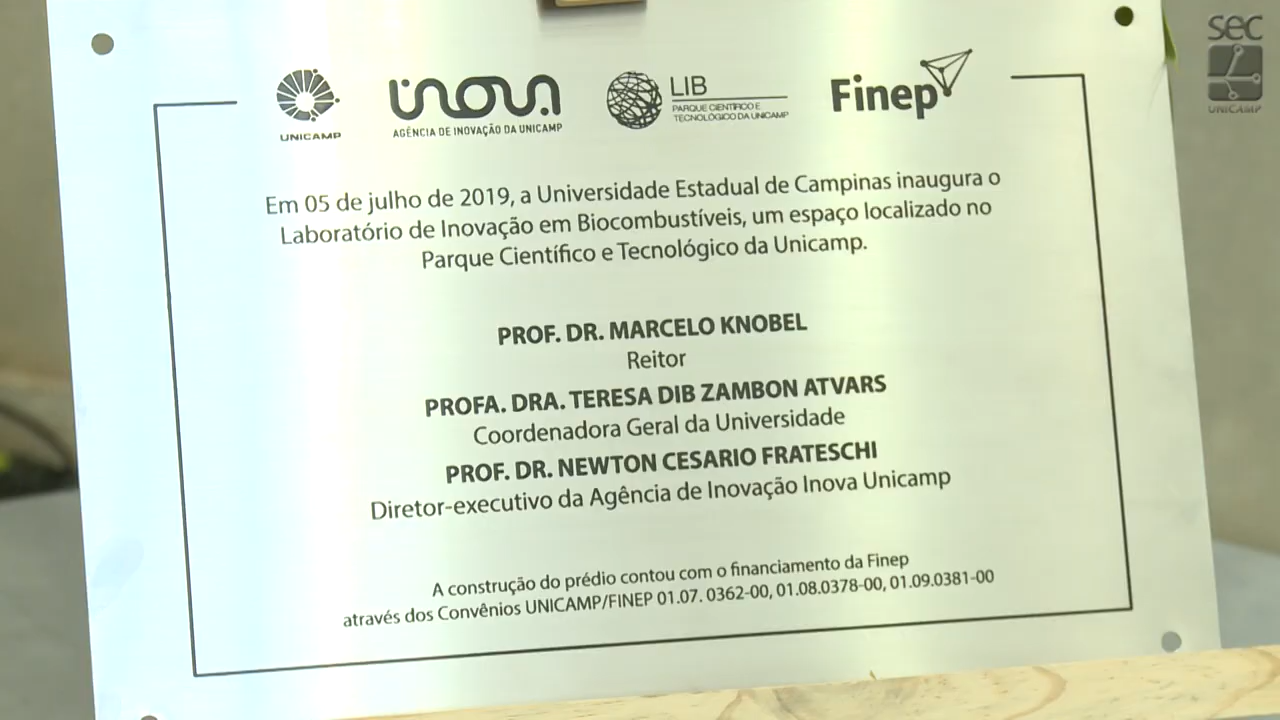 SEC
UNICAMP
UNICAMP
inova
AGÊNCIA DE INOVAÇÃO DA UNICAMP
LIB
PARQUE CIENTÍFICO E
TECNOLÓGICO DA UNICAMP
Finep
Em 05 de julho de 2019, a Universidade Estadual de Campinas inaugura o
Laboratório de Inovação em Biocombustíveis, um espaço localizado no
Parque Científico e Tecnológico da Unicamp.
PROF. DR. MARCELO KNOBEL
Reitor
PROFA. DRA. TERESA DIB ZAMBON ATVARS
Coordenadora Geral da Universidade
PROF. DR. NEWTON CESARIO FRATESCHI
Diretor-executivo da Agência de Inovação Inova Unicamp
A construção do prédio contou com o financiamento da Finep
através dos Convênios UNICAMP/FINEP 01.07. 0362-00, 01.08.0378-00, 01.09.0381-00